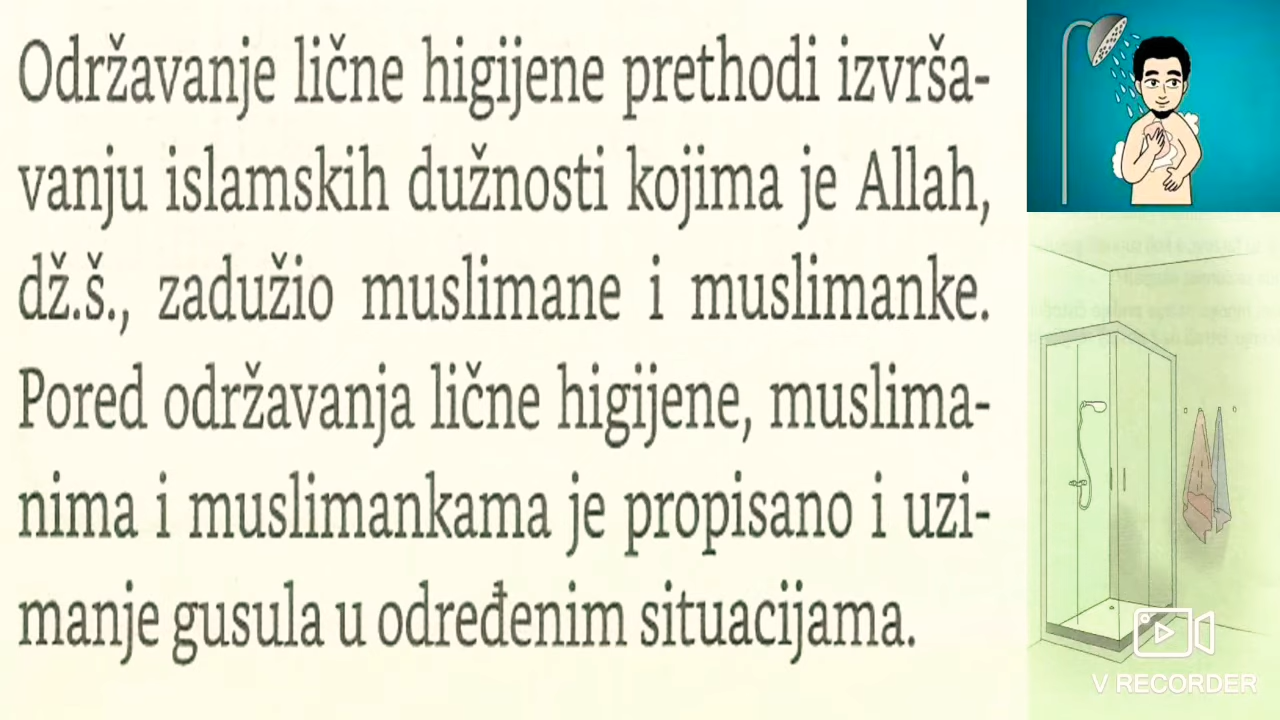 Održavanje lične higijene prethodi izvrša-
vanju islamskih dužnosti kojima je Allah,
dž.š., zadužio muslimane i muslimanke.
Pored održavanja lične higijene, muslima-
nima i muslimankama je propisano i uzi-
manje gusula u određenim situacijama.
V RECORDER